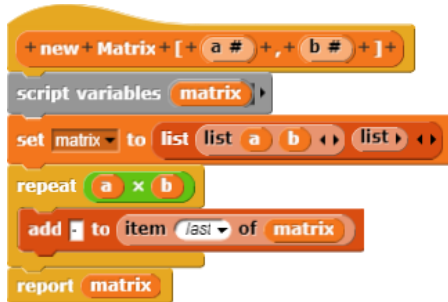 + new + Matrix + [ + a # + , + b # + ] +
script variables matrix
set matrix to list list a b list
repeat a × b
add - to item last of matrix
report matrix